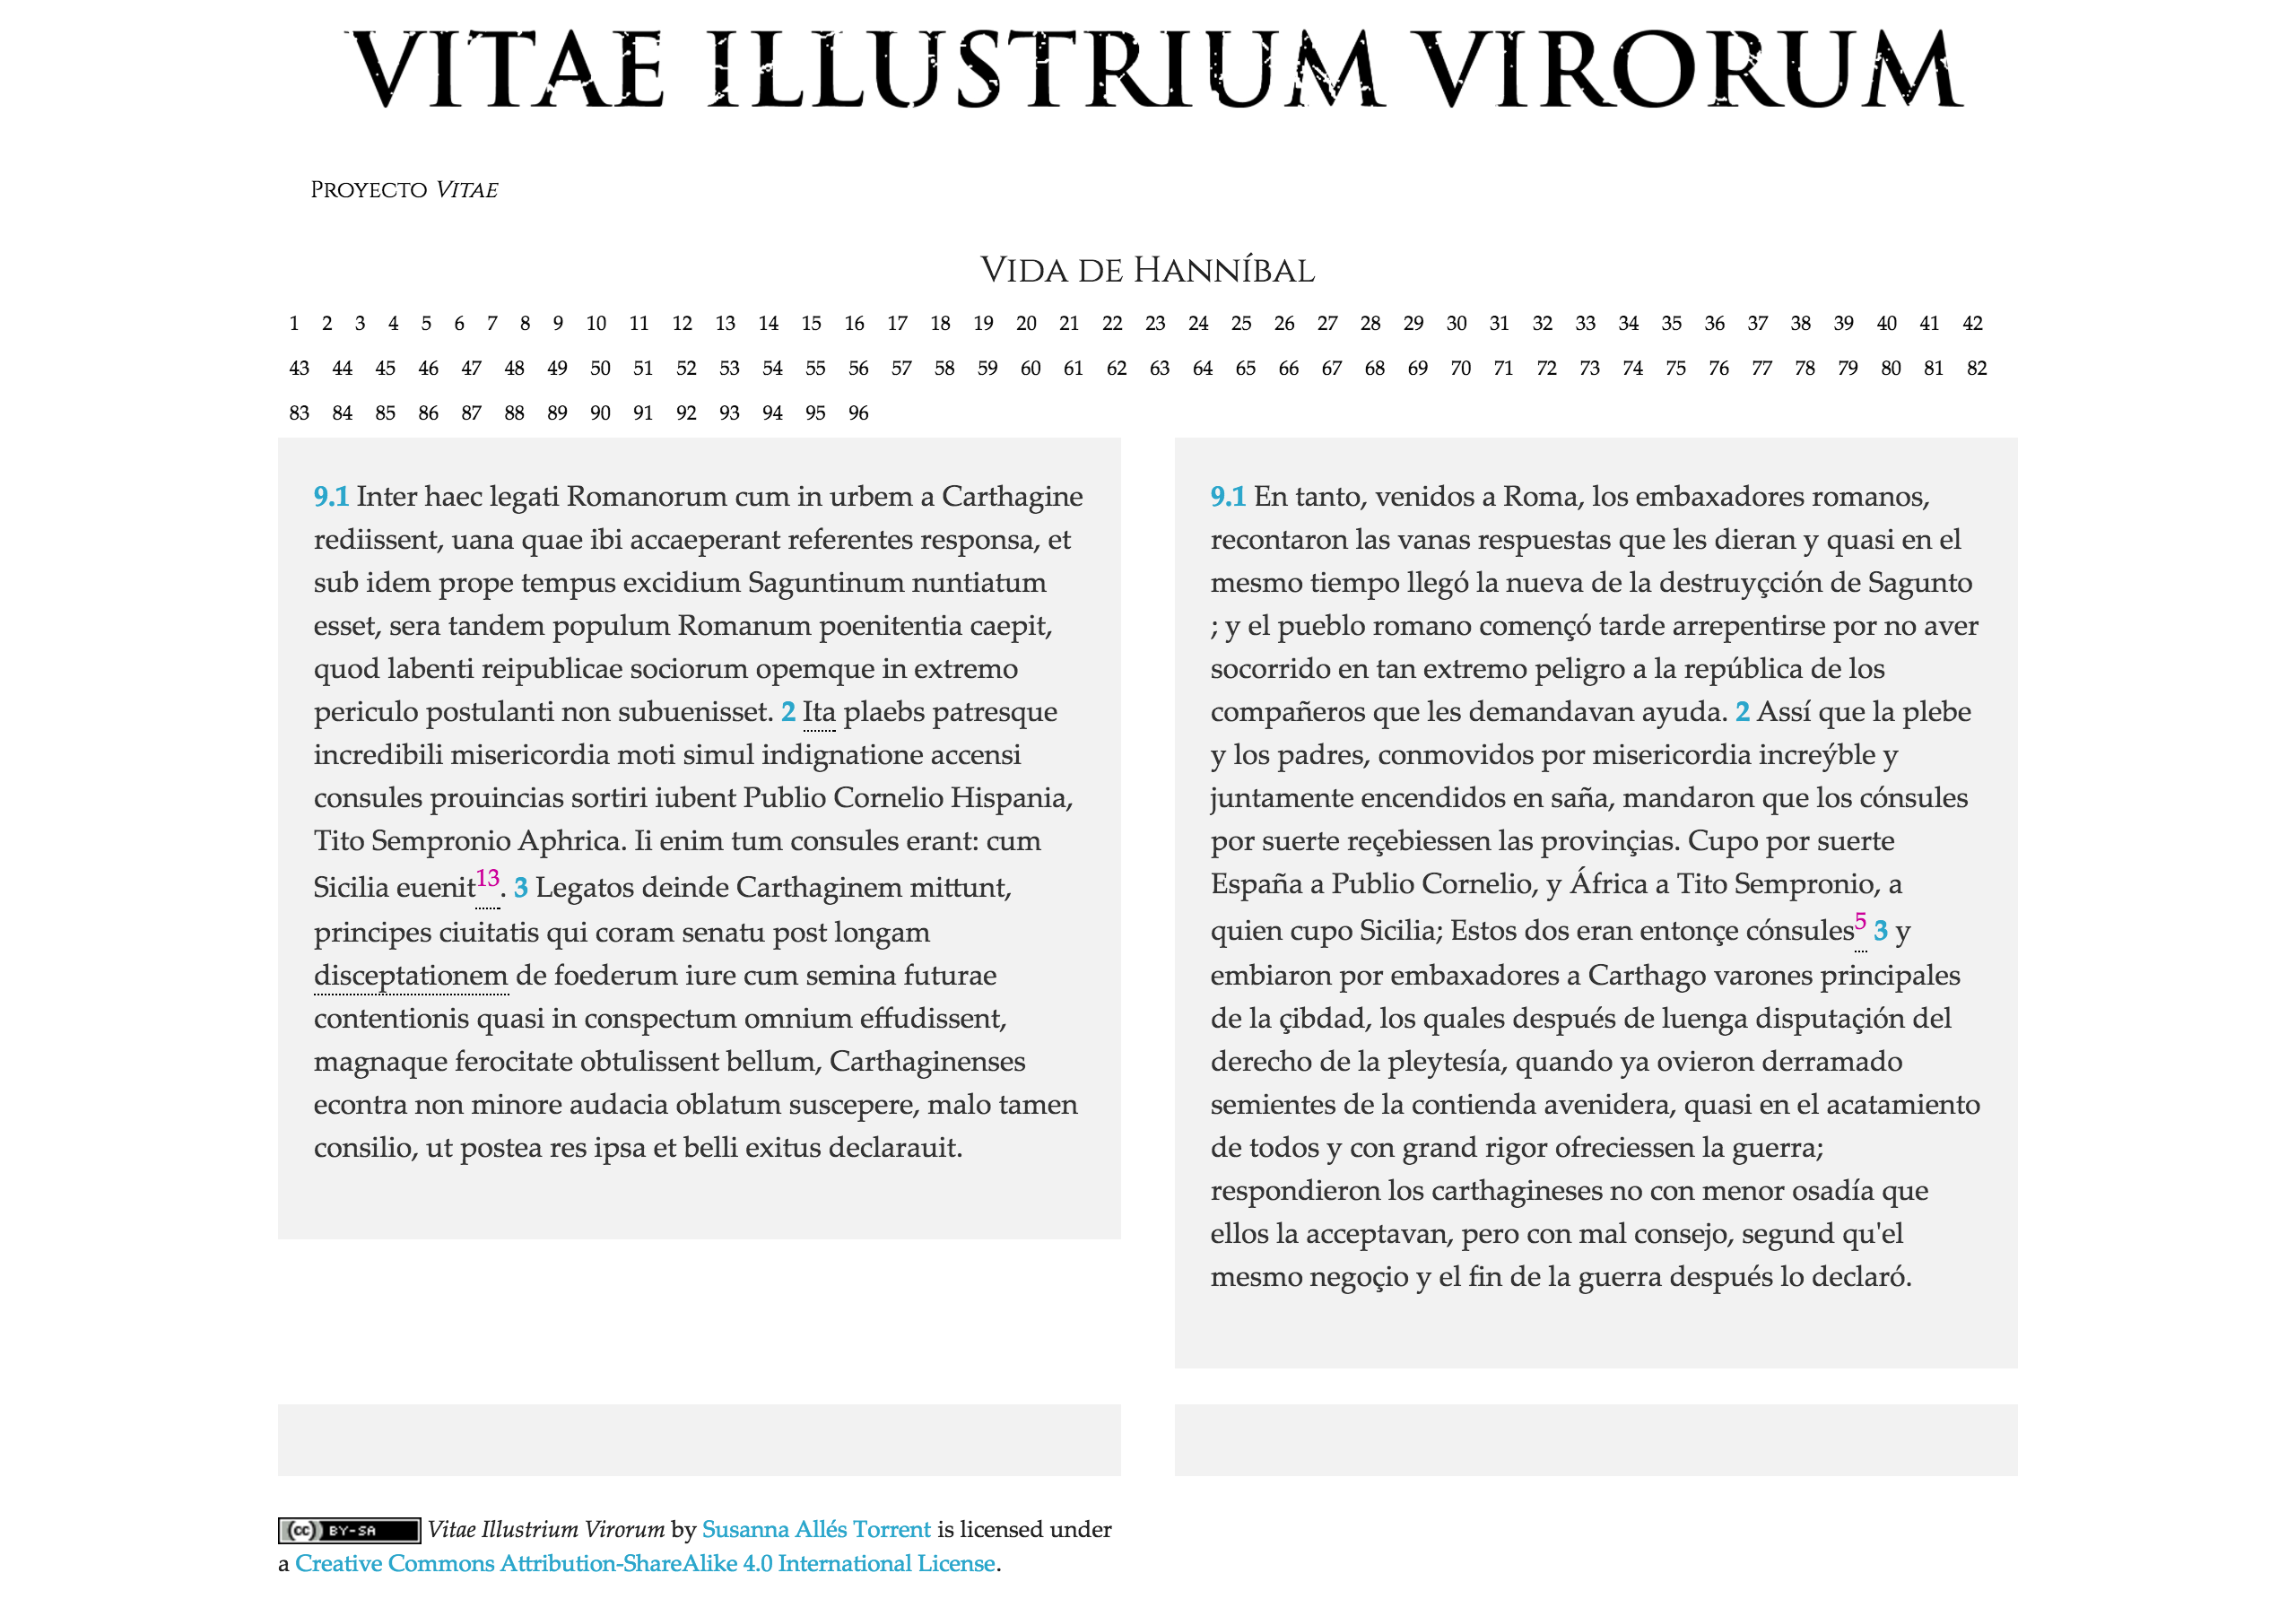 VITAE ILLUSTRIUM VIRORUM
Proyecto Vitae
Vida de Hanníbal
1 2 3 4 5 6 7 8 9 10 11 12 13 14 15 16 17 18 19 20 21 22 23 24 25 26 27 28 29 30 31 32 33 34 35 36 37 38 39 40 41 42
43 44 45 46 47 48 49 50 51 52 53 54 55 56 57 58 59 60 61 62 63 64 65 66 67 68 69 70 71 72 73 74 75 76 77 78 79 80 81 82
83 84 85 86 87 88 89 90 91 92 93 94 95 96
9.1 Inter haec legati Romanorum cum in urbem a Carthagine
rediissent, uana quae ibi accaeperant referentes responsa, et
sub idem prope tempus excidium Saguntinum nuntiatum
esset, sera tandem populum Romanum poenitentia caepit,
quod labenti reipublicae sociorum opemque in extremo
periculo postulanti non subuenisset. 2 Ita plaebs patresque
incredibili misericordia moti simul indignatione accensi
consules prouincias sortiri iubent Publio Cornelio Hispania,
Tito Sempronio Aphrica. Ii enim tum consules erant: cum
Sicilia euenit13. 3 Legatos deinde Carthaginem mittunt,
principes ciuitatis qui coram senatu post longam
disceptationem de foederum iure cum semina futurae
contentionis quasi in conspectum omnium effudissent,
magnaque ferocitate obtulissent bellum, Carthaginenses
econtra non minore audacia oblatum suscepere, malo tamen
consilio, ut postea res ipsa et belli exitus declarauit.
9.1 En tanto, venidos a Roma, los embaxadores romanos,
recontaron las vanas respuestas que les dieran y quasi en el
mesmo tiempo llegó la nueva de la destruyçción de Sagunto
; y el pueblo romano començó tarde arrepentirse por no aver
socorrido en tan extremo peligro a la república de los
compañeros que les demandavan ayuda. 2 Assí que la plebe
y los padres, conmovidos por misericordia increýble y
juntamente encendidos en saña, mandaron que los cónsules
por suerte reçebiessen las provinçias. Cupo por suerte
España a Publio Cornelio, y África a Tito Sempronio, a
quien cupo Sicilia; Estos dos eran entonçe cónsules5 3 y
embiaron por embaxadores a Carthago varones principales
de la çibdad, los quales después de luenga disputaçión del
derecho de la pleytesía, quando ya ovieron derramado
semientes de la contienda avenidera, quasi en el acatamiento
de todos y con grand rigor ofreciessen la guerra;
respondieron los carthagineses no con menor osadía que
ellos la acceptavan, pero con mal consejo, segund qu'el
mesmo negoçio y el fin de la guerra después lo declaró.
(cc) BY-SA Vitae Illustrium Virorum by Susanna Allés Torrent is licensed under
a Creative Commons Attribution-ShareAlike 4.0 International License.